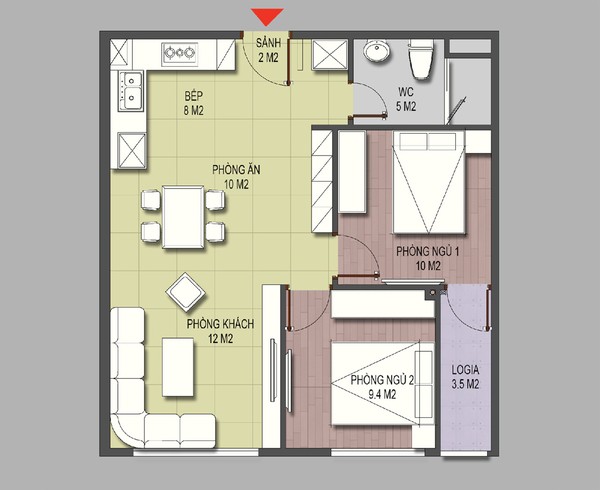 SẢNH
2 M2
BẾP
8 M2
WC
5 M2
PHÒNG ĂN
10 M2
PHÒNG NGỦ 1
10 M2
PHÒNG KHÁCH
12 M2
PHÒNG NGỦ 2
9.4 M2
LOGIA
3.5 M2